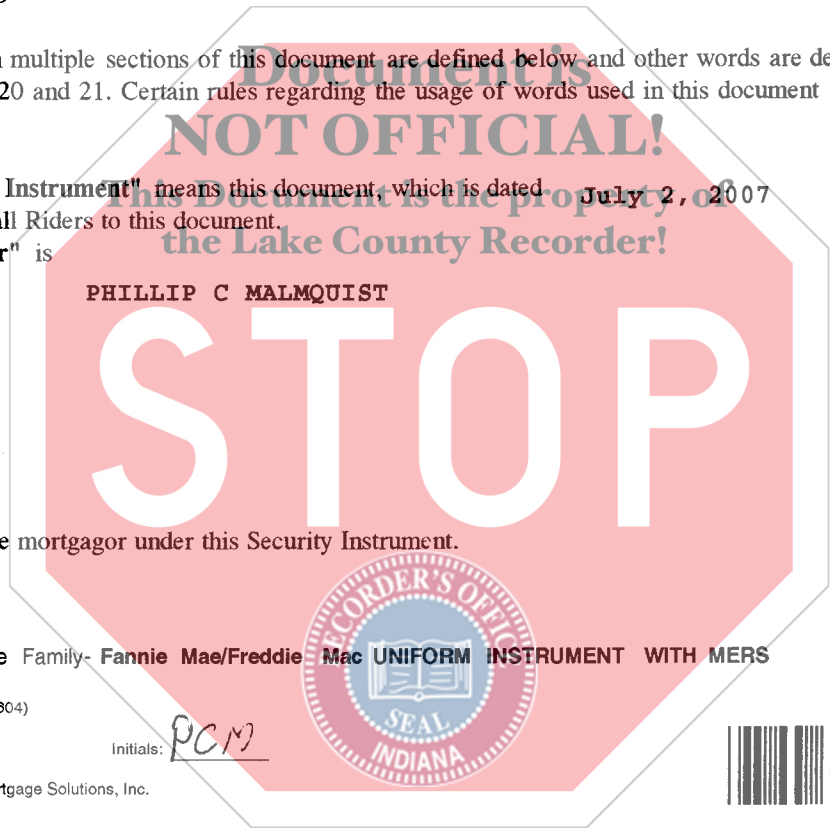 multiple sections of this document are defined below and other words are de
Document is
20 and 21. Certain rules regarding the usage of words used in this document
NOT OFFICIAL!
Instrument" means this document, which is dated July 2, 2007
This Document is the property of
ll Riders to this document.
the Lake County Recorder!
r" is
PHILLIP C MALMQUIST
STOP
e mortgagor under this Security Instrument.
RECORDER'S OFFICE
e Family- Fannie Mae/Freddie Mac UNIFORM INSTRUMENT WITH MERS
604)
SEAL
INDIANA
Initials: PCM
tgage Solutions, Inc.